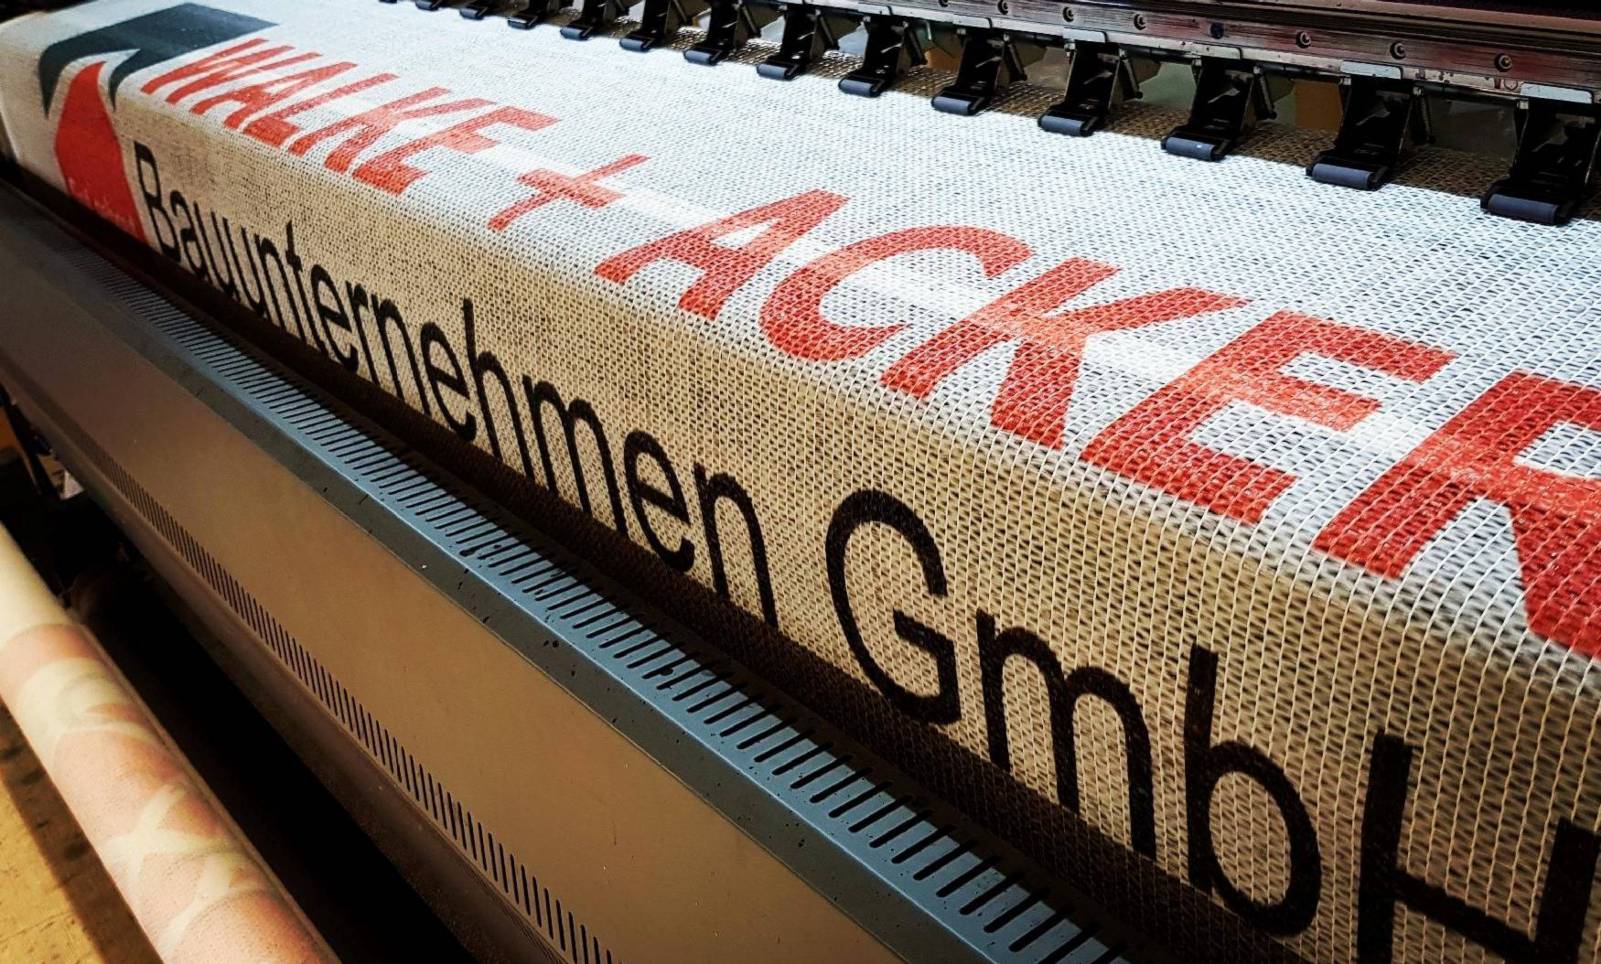 WALKE + ACKER
Bauunternehmen GmbH